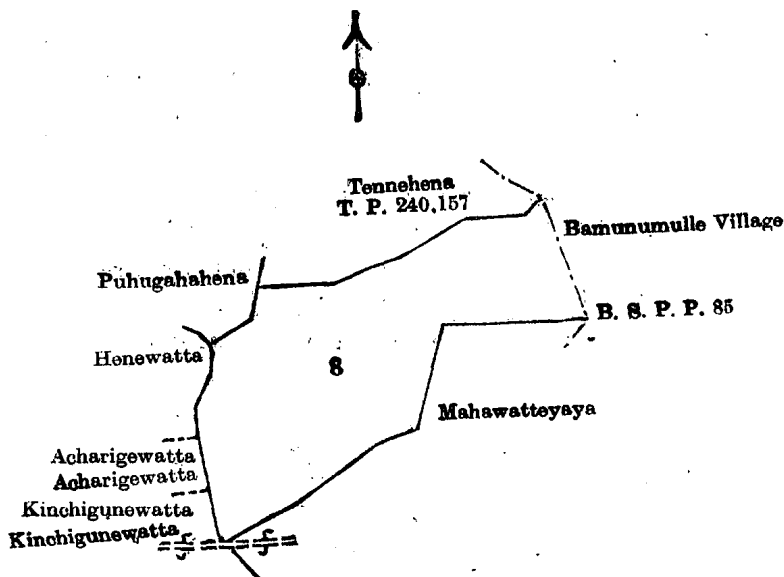 Tennehena
T. P. 240,157
Bamunumulle Village
Puhugahahena
B. S. P. P. 85
Henewatta
8
Mahawatteyaya
Acharigewatta
Acharigewatta
Kinchigunewatta
Kinchigunewatta